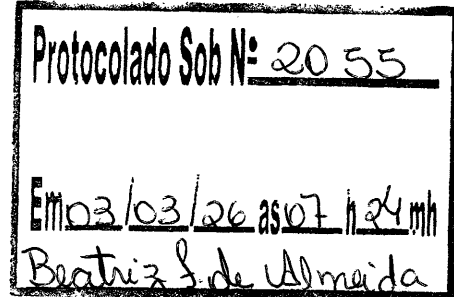 Protocolado Sob Nº 2055
Em 03/03/26 as 07 h 24 mh
Beatriz f. de Almeida